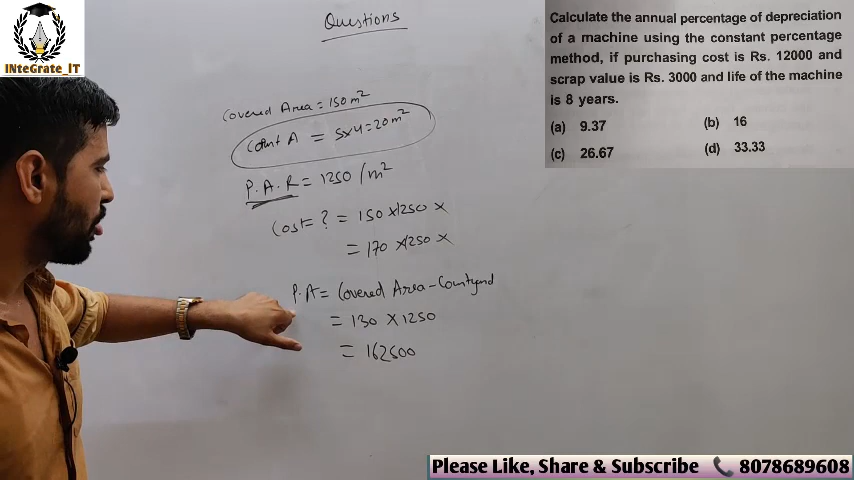 Questions
Covered Area = 150 m²
Count A = 5x4 = 20 m²
P.A.R = 1250 /m²
Cost = ? = 150 x 1250 x
= 170 x 1250 x
P.A = Covered Area - Courtyard
= 130 x 1250
= 162500
INteGrate_IT
Calculate the annual percentage of depreciation
of a machine using the constant percentage
method, if purchasing cost is Rs. 12000 and
scrap value is Rs. 3000 and life of the machine
is 8 years.
(a) 9.37 (b) 16
(c) 26.67 (d) 33.33
Please Like, Share & Subscribe 8078689608